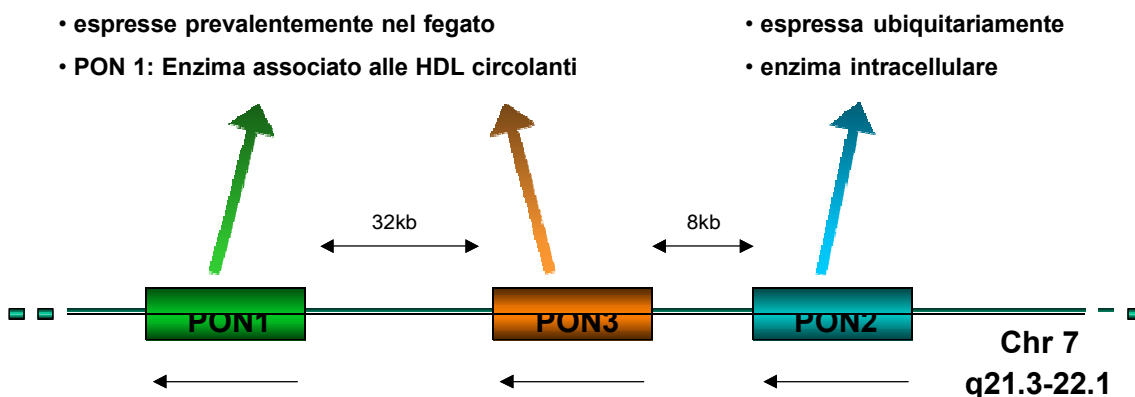 • espresse prevalentemente nel fegato
• PON 1: Enzima associato alle HDL circolanti
• espressa ubiquitariamente
• enzima intracellulare
32kb
8kb
PON1
PON3
PON2
Chr 7
q21.3-22.1